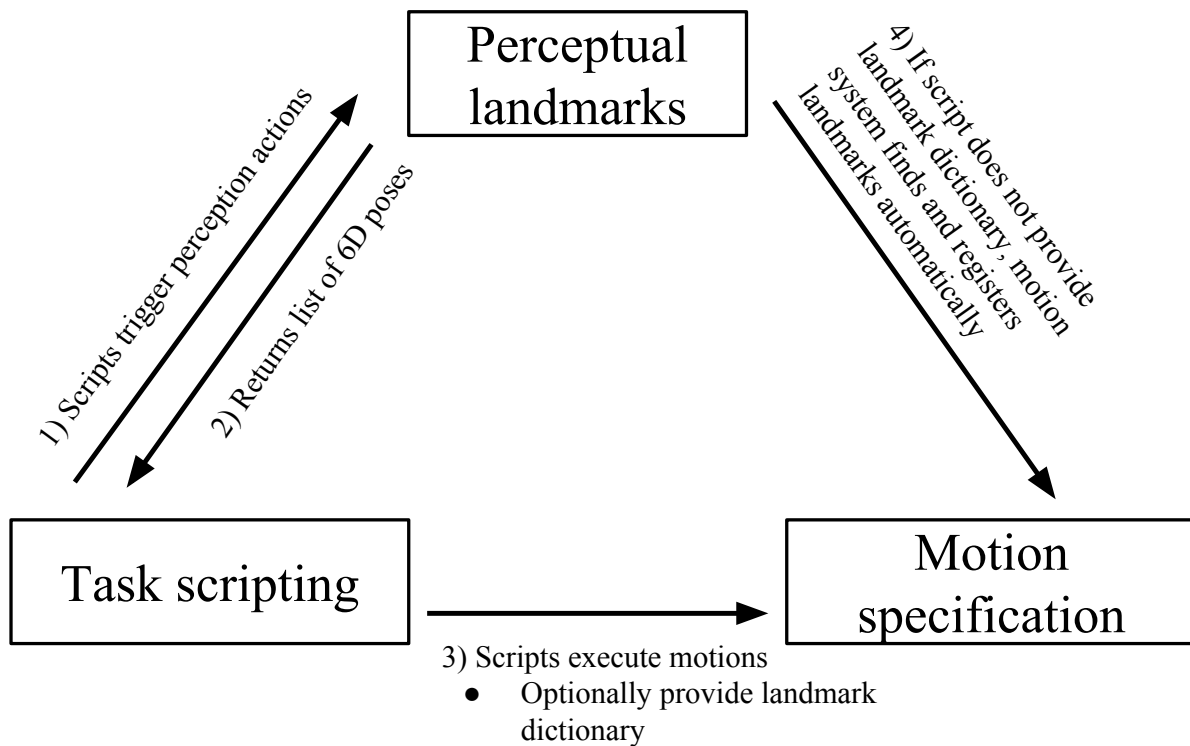 Perceptual
landmarks
1) Scripts trigger perception actions
2) Returns list of 6D poses
4) If script does not provide
landmark dictionary, motion
system finds and registers
landmarks automatically
Task scripting
Motion
specification
3) Scripts execute motions
● Optionally provide landmark
dictionary